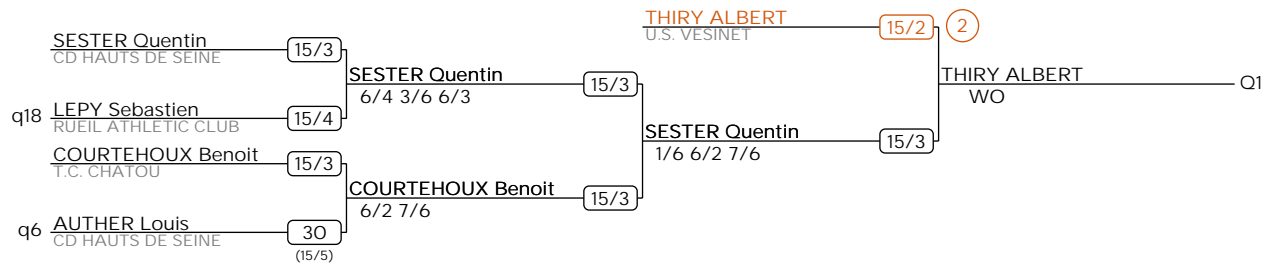 SESTER Quentin 15/3
CD HAUTS DE SEINE
q18 LEPY Sebastien 15/4
RUEIL ATHLETIC CLUB
COURTEHOUX Benoit 15/3
T.C. CHATOU
q6 AUTHER Louis 30
CD HAUTS DE SEINE
(15/5)
SESTER Quentin 15/3
6/4 3/6 6/3
COURTEHOUX Benoit 15/3
6/2 7/6
THIRY ALBERT 15/2 2
U.S. VESINET
SESTER Quentin 15/3
1/6 6/2 7/6
THIRY ALBERT Q1
WO